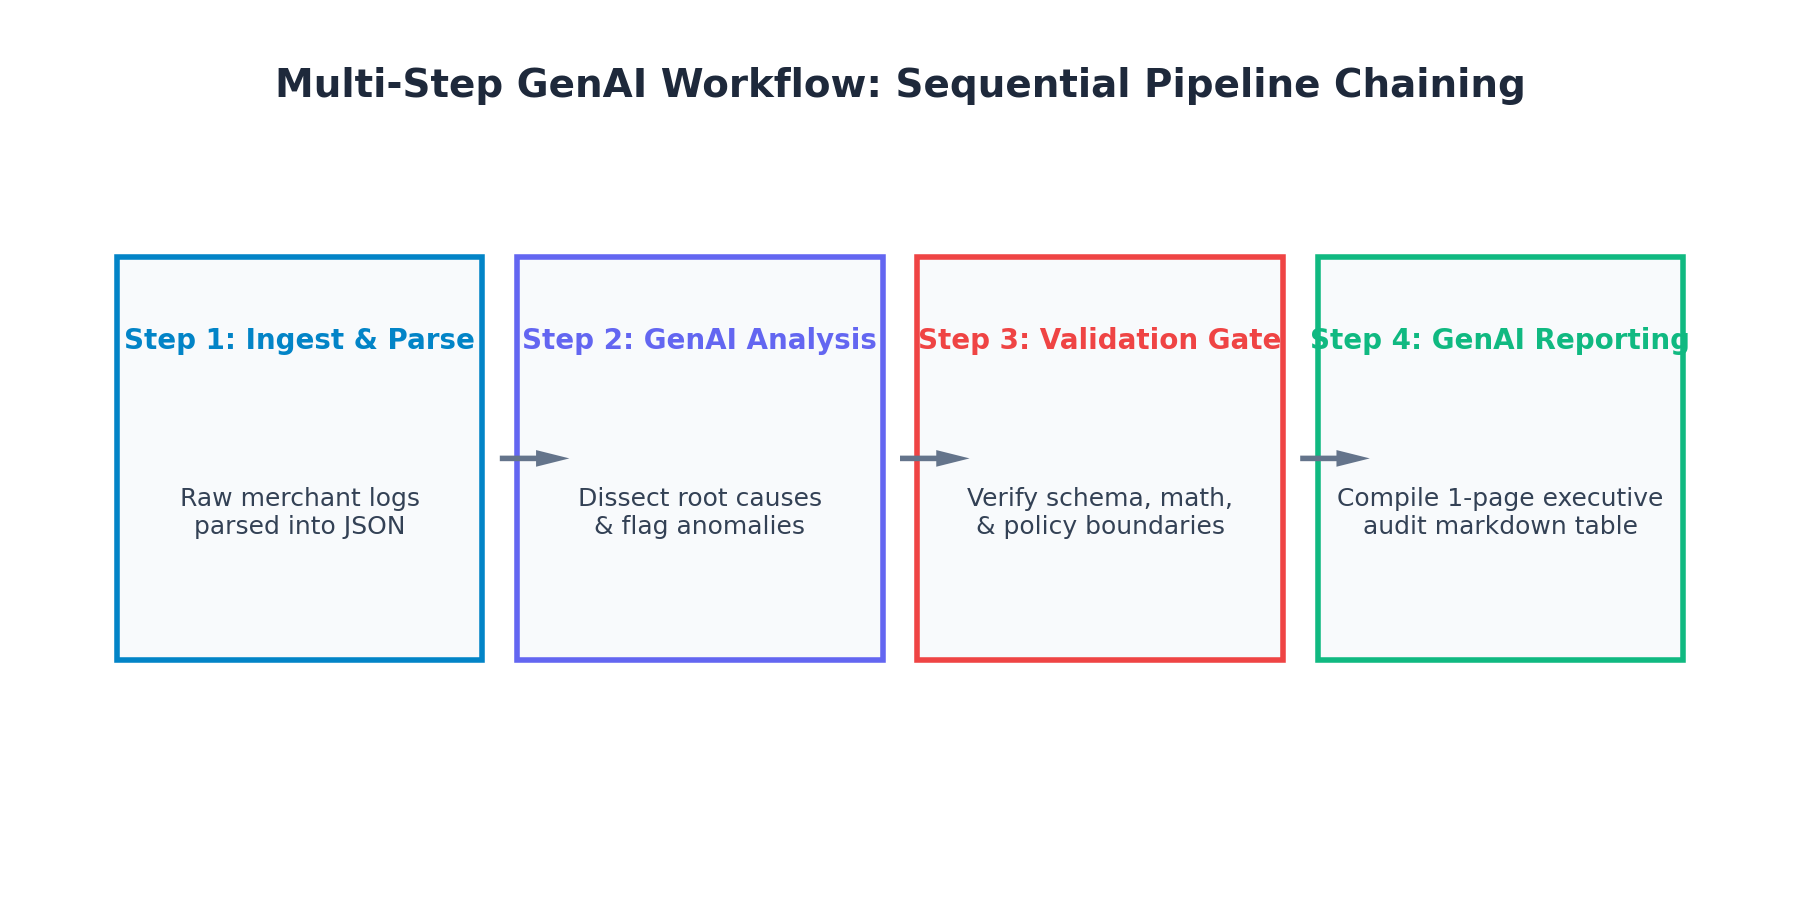 Multi-Step GenAI Workflow: Sequential Pipeline Chaining
Step 1: Ingest & Parse
Raw merchant logs
parsed into JSON
Step 2: GenAI Analysis
Dissect root causes
& flag anomalies
Step 3: Validation Gate
Verify schema, math,
& policy boundaries
Step 4: GenAI Reporting
Compile 1-page executive
audit markdown table